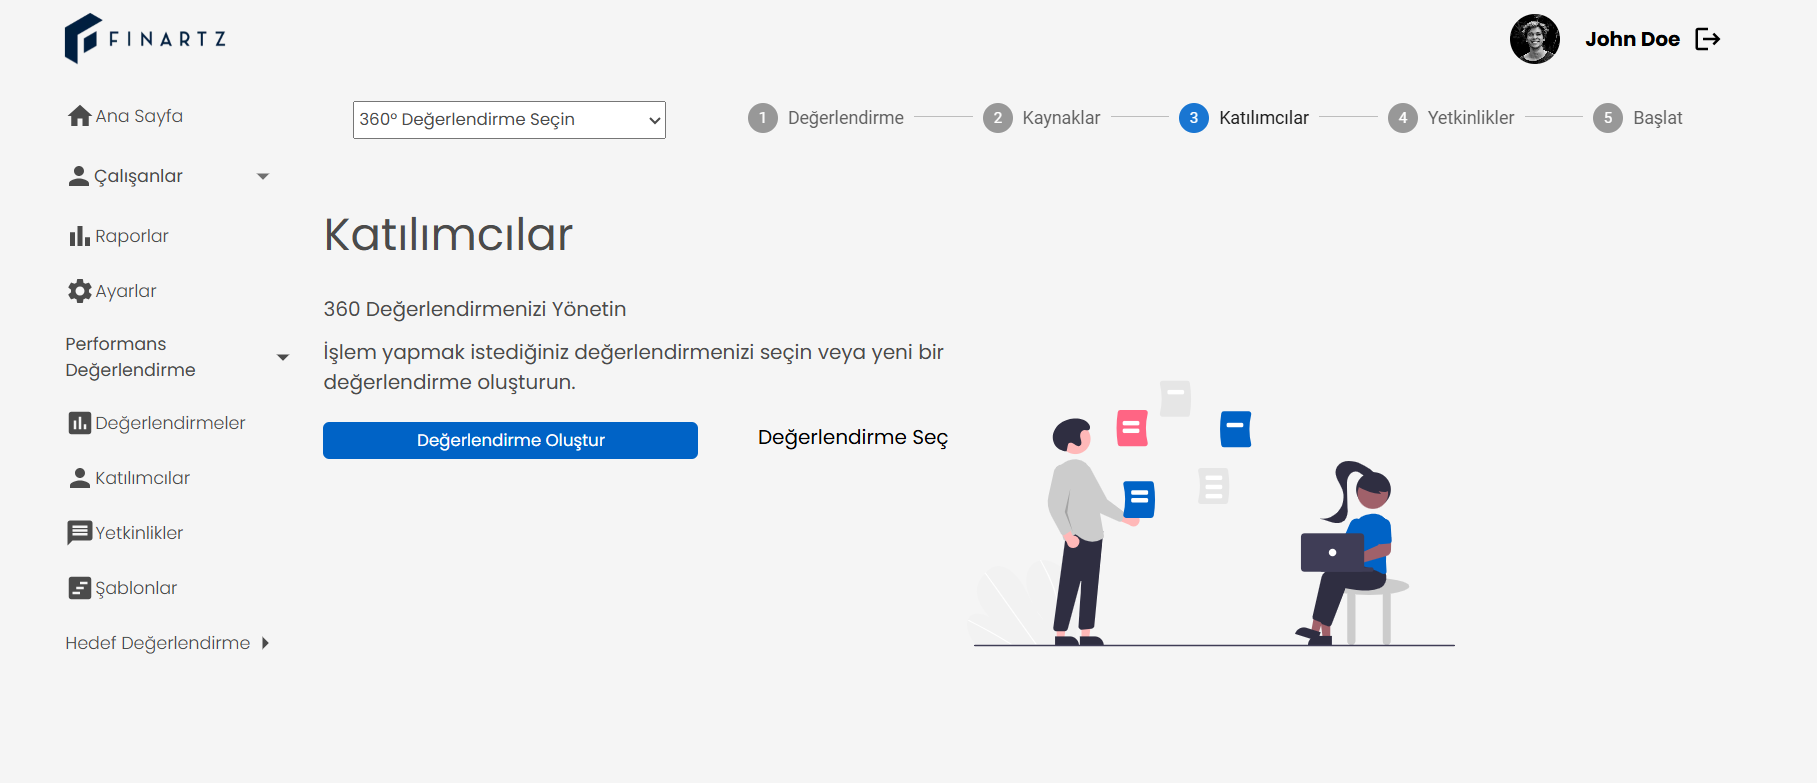 FINARTZ
John Doe
Ana Sayfa
Çalışanlar
Raporlar
Ayarlar
Performans
Değerlendirme
Değerlendirmeler
Katılımcılar
Yetkinlikler
Şablonlar
Hedef Değerlendirme
360° Değerlendirme Seçin
1 Değerlendirme
2 Kaynaklar
3 Katılımcılar
4 Yetkinlikler
5 Başlat
Katılımcılar
360 Değerlendirmenizi Yönetin
İşlem yapmak istediğiniz değerlendirmenizi seçin veya yeni bir
değerlendirme oluşturun.
Değerlendirme Oluştur
Değerlendirme Seç